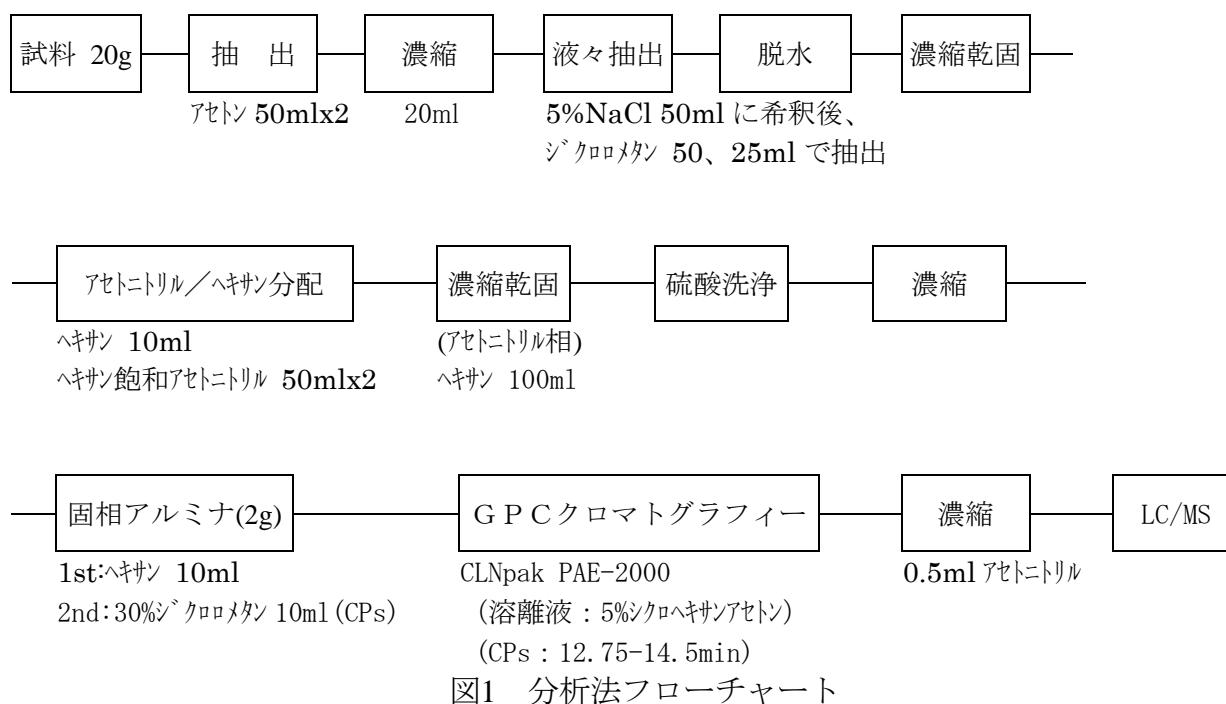 試料 20g 抽 出 濃縮 液々抽出 脱水 濃縮乾固
ｱｾﾄﾝ 50mlx2 20ml 5%NaCl 50ml に希釈後、
ｼﾞｸﾛﾛﾒﾀﾝ 50、25ml で抽出
ｱｾﾄﾆﾄﾘﾙ／ﾍｷｻﾝ分配 濃縮乾固 硫酸洗浄 濃縮
ﾍｷｻﾝ 10ml (ｱｾﾄﾆﾄﾘﾙ相)
ﾍｷｻﾝ飽和ｱｾﾄﾆﾄﾘﾙ 50mlx2 ﾍｷｻﾝ 100ml
固相アルミナ(2g) ＧＰＣクロマトグラフィー 濃縮 LC/MS
1st:ﾍｷｻﾝ 10ml CLNpak PAE-2000 0.5ml ｱｾﾄﾆﾄﾘﾙ
2nd:30%ｼﾞｸﾛﾛﾒﾀﾝ 10ml(CPs) (溶離液：5%ｼｸﾛﾍｷｻﾝｱｾﾄﾝ)
(CPs：12.75-14.5min)
図1 分析法フローチャート